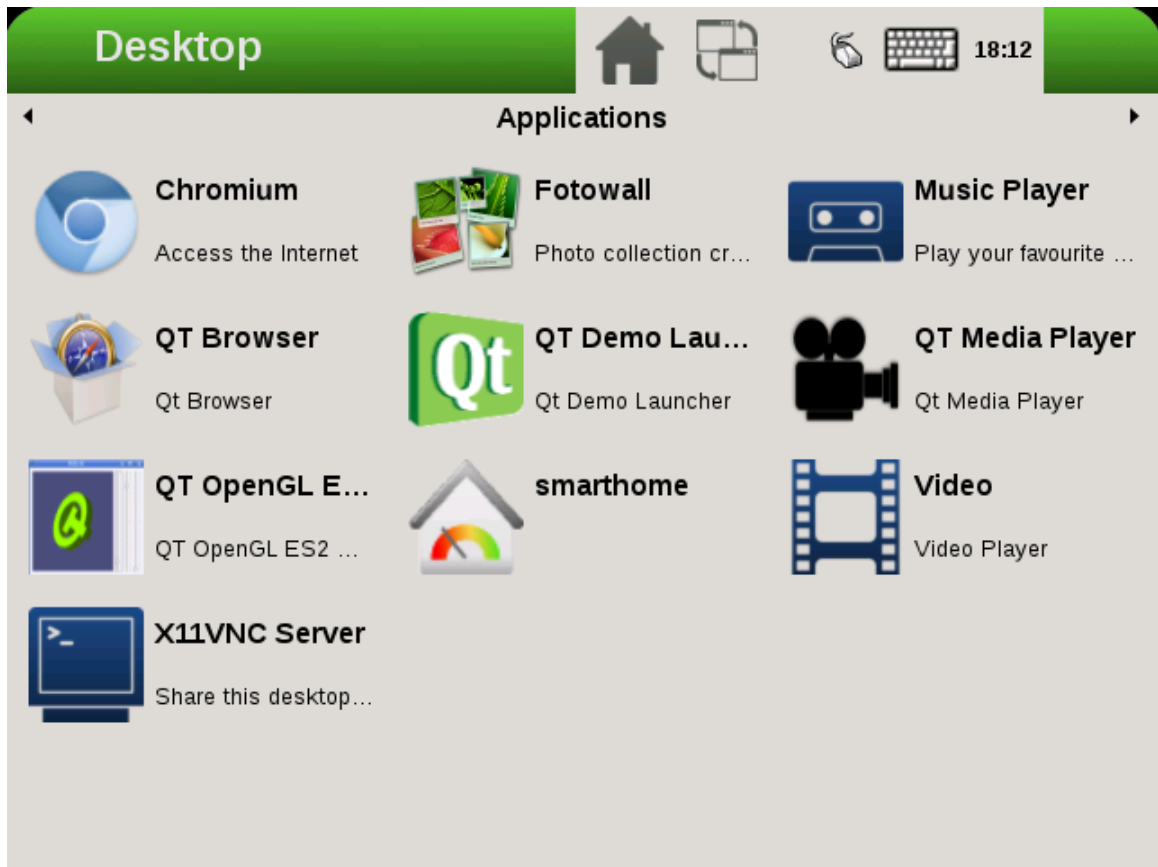 Desktop
18:12
Applications
Chromium
Access the Internet
Fotowall
Photo collection cr...
Music Player
Play your favourite ...
QT Browser
Qt Browser
Qt
QT Demo Lau...
Qt Demo Launcher
QT Media Player
Qt Media Player
QT OpenGL E...
QT OpenGL ES2 ...
smarthome
Video
Video Player
>_
X11VNC Server
Share this desktop...